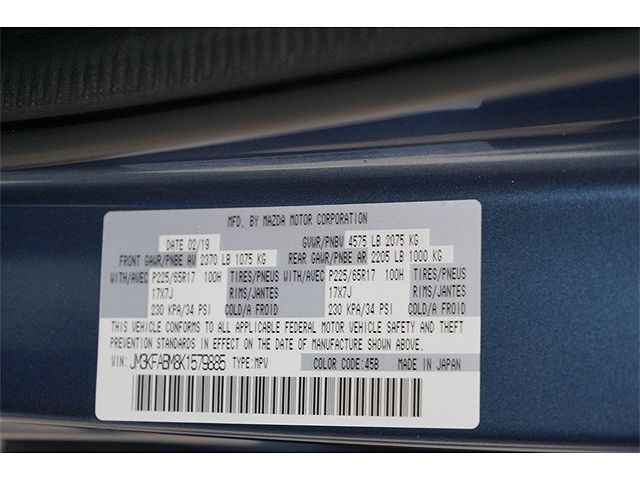 MFD. BY MAZDA MOTOR CORPORATION
DATE 02/19 GVWR/PNBV 4575 LB 2075 KG
FRONT GAWR/PNBE AV 2370 LB 1075 KG REAR GAWR/PNBE AR 2205 LB 1000 KG
WITH/AVEC P225/65R17 100H TIRES/PNEUS WITH/AVEC P225/65R17 100H TIRES/PNEUS
17X7J RIMS/JANTES 17X7J RIMS/JANTES
230 KPA/34 PSI COLD/A FROID 230 KPA/34 PSI COLD/A FROID
THIS VEHICLE CONFORMS TO ALL APPLICABLE FEDERAL MOTOR VEHICLE SAFETY AND THEFT
PREVENTION STANDARDS IN EFFECT ON THE DATE OF MANUFACTURE SHOWN ABOVE.
VIN: JM3KFABM8K1579885 TYPE: MPV COLOR CODE: 45B MADE IN JAPAN